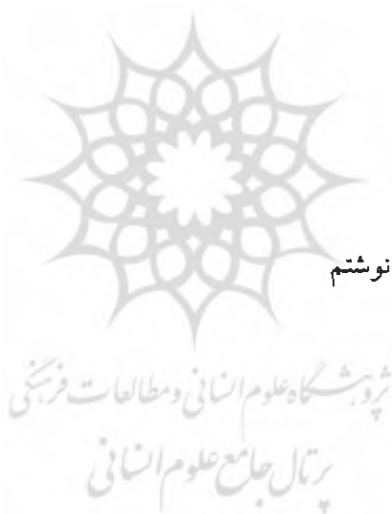 نوشتم
پژوهشگاه علوم انسانی و مطالعات فرهنگی
پرتال جامع علوم انسانی